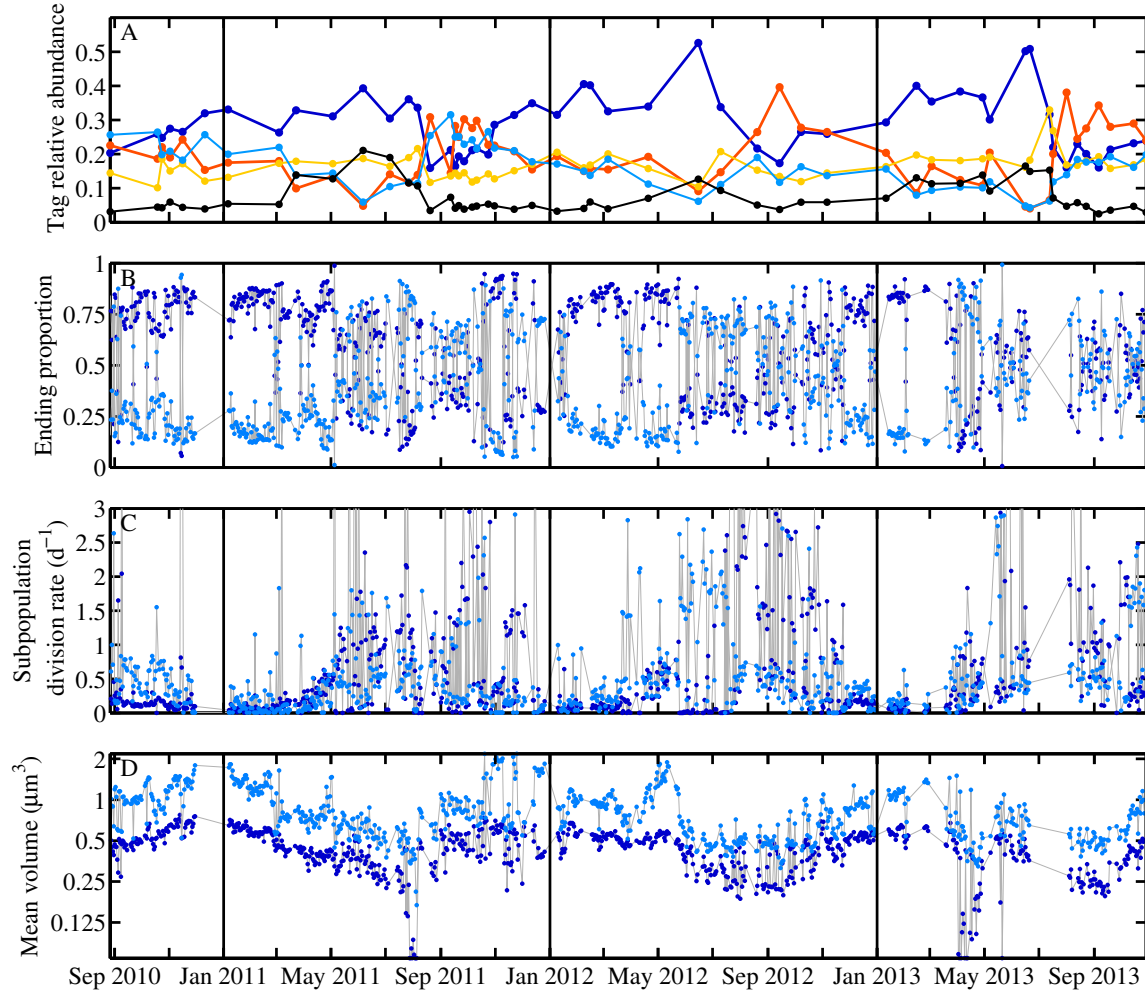 A
Tag relative abundance
0.5
0.4
0.3
0.2
0.1
0
B
Ending proportion
1
0.75
0.5
0.25
0
C
Subpopulation
division rate (d⁻¹)
3
2.5
2
1.5
1
0.5
0
D
Mean volume (µm³)
2
1
0.5
0.25
0.125
Sep 2010 Jan 2011 May 2011 Sep 2011 Jan 2012 May 2012 Sep 2012 Jan 2013 May 2013 Sep 2013